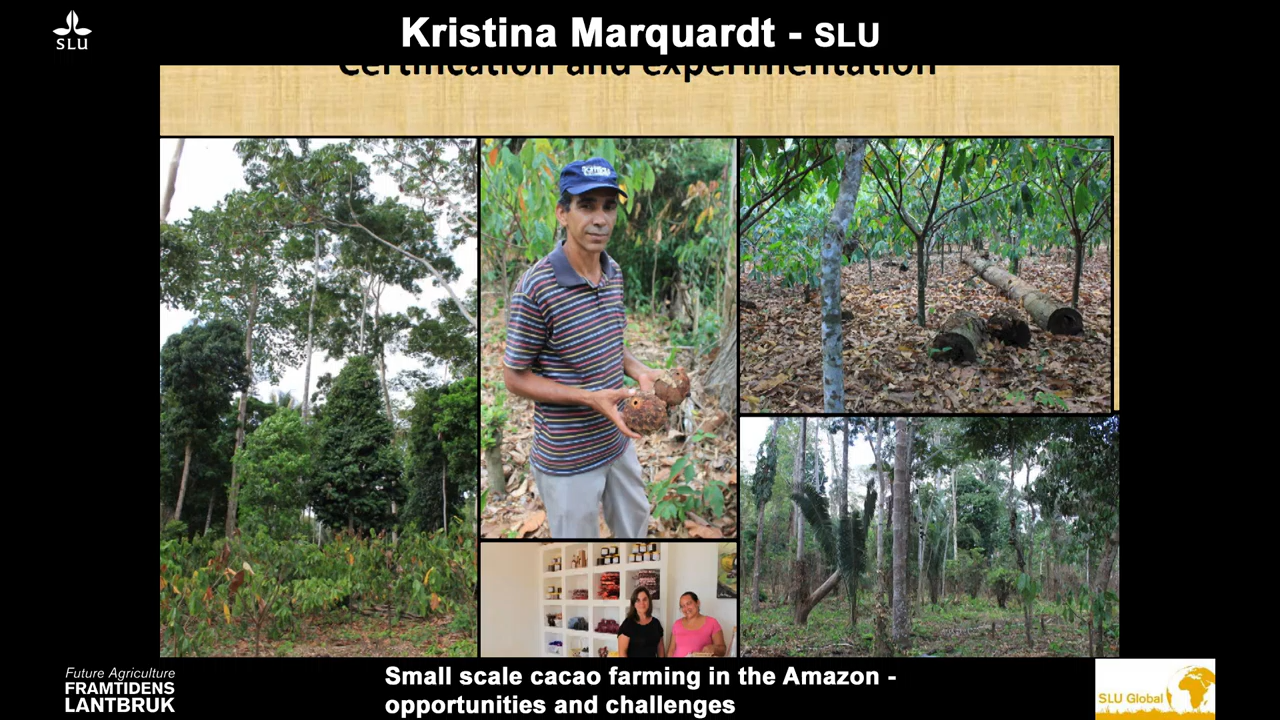 Kristina Marquardt - SLU
SLU
Certification and experimentation
Future Agriculture
FRAMTIDENS
LANTBRUK
Small scale cacao farming in the Amazon -
opportunities and challenges
SLU Global